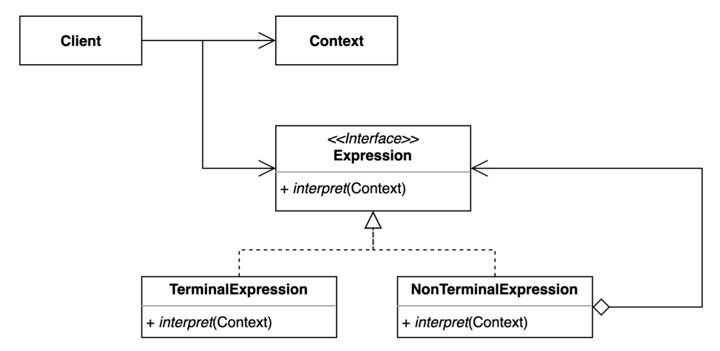 Client
Context
<<Interface>>
Expression
+ interpret(Context)
TerminalExpression
+ interpret(Context)
NonTerminalExpression
+ interpret(Context)